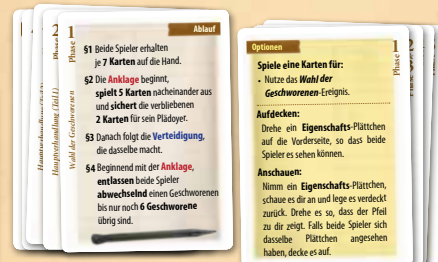 Ablauf
§1 Beide Spieler erhalten
je 7 Karten auf die Hand.
§2 Die Anklage beginnt,
spielt 5 Karten nacheinander aus
und sichert die verbliebenen
2 Karten für sein Plädoyer.
§3 Danach folgt die Verteidigung,
die dasselbe macht.
§4 Beginnend mit der Anklage,
entlassen beide Spieler
abwechselnd einen Geschworenen
bis nur noch 6 Geschworene
übrig sind.
1
Phase
Wahl der Geschworenen
2
Phase
Hauptverhandlung (Teil 1)
Optionen
1
Phase
Spiele eine Karten für:
• Nutze das Wahl der
Geschworenen-Ereignis.
Aufdecken:
Drehe ein Eigenschafts-Plättchen
auf die Vorderseite, so dass beide
Spieler es sehen können.
Anschauen:
Nimm ein Eigenschafts-Plättchen,
schaue es dir an und lege es verdeckt
zurück. Drehe es so, dass der Pfeil
zu dir zeigt. Falls beide Spieler sich
dasselbe Plättchen angesehen
haben, decke es auf.